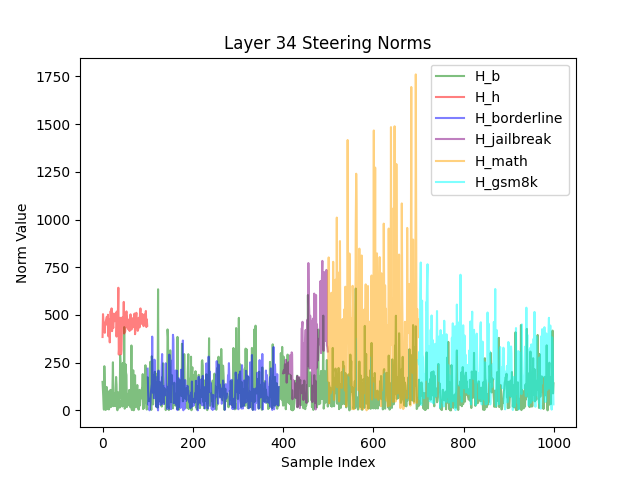 Layer 34 Steering Norms
Norm Value
1750
1500
1250
1000
750
500
250
0
H_b
H_h
H_borderline
H_jailbreak
H_math
H_gsm8k
0 200 400 600 800 1000
Sample Index